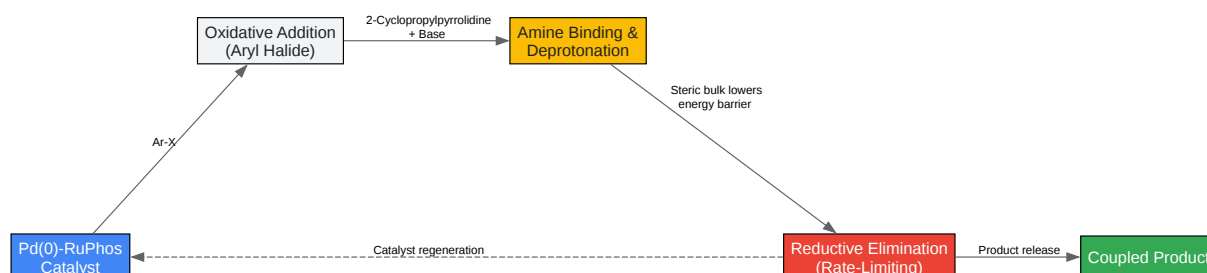 2-Cyclopropylpyrrolidine
+ Base
Oxidative Addition
(Aryl Halide)
Amine Binding &
Deprotonation
Steric bulk lowers
energy barrier
Ar-X
Pd(0)-RuPhos
Catalyst
Catalyst regeneration
Reductive Elimination
(Rate-Limiting)
Product release
Coupled Product